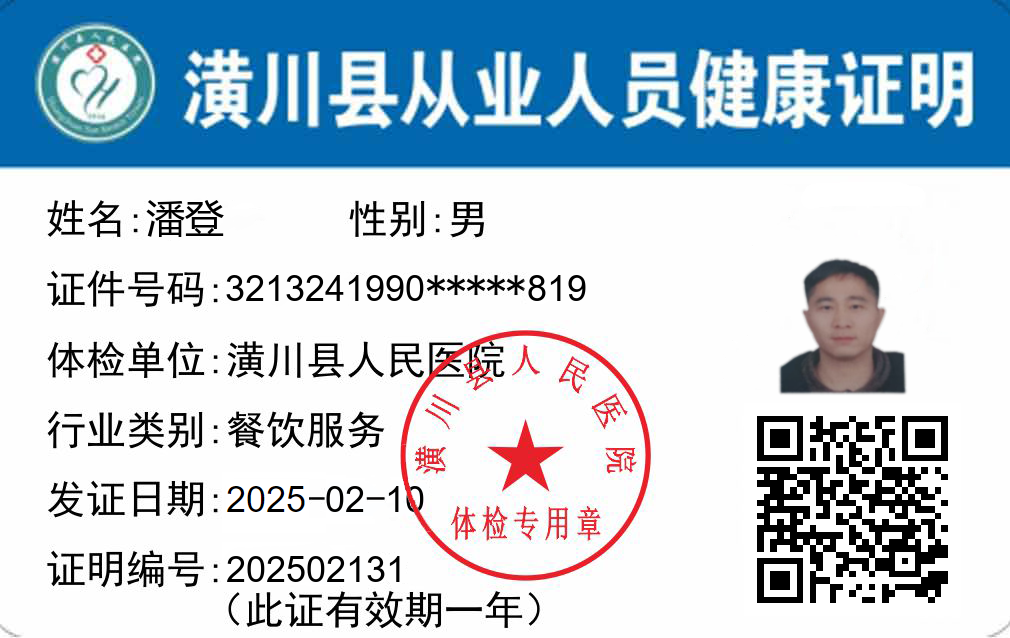 潢川县从业人员健康证明
姓名:潘登 性别:男
证件号码:3213241990*****819
体检单位:潢川县人民医院
行业类别:餐饮服务
发证日期:2025-02-10
证明编号:202502131
(此证有效期一年)
潢川县人民医院
体检专用章